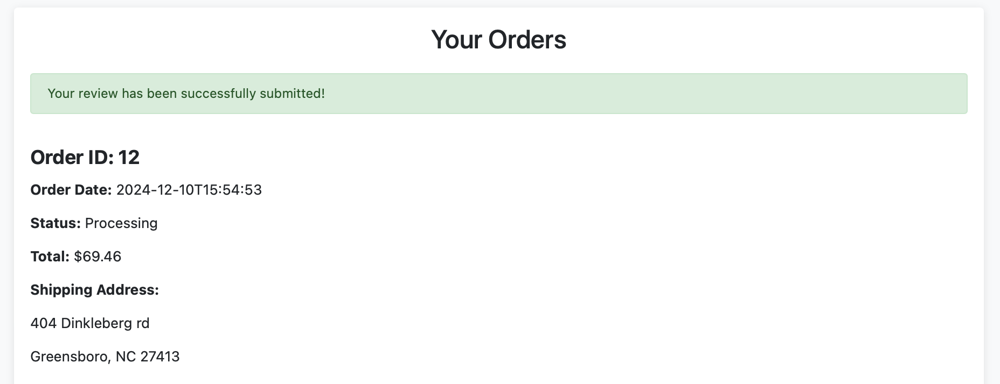 Your Orders
Your review has been successfully submitted!
Order ID: 12
Order Date: 2024-12-10T15:54:53
Status: Processing
Total: $69.46
Shipping Address:
404 Dinkleberg rd
Greensboro, NC 27413